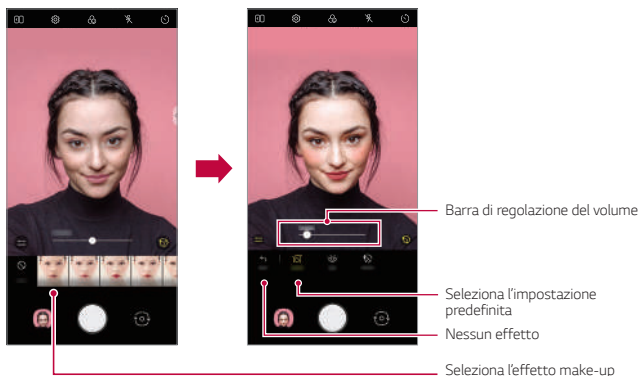 Barra di regolazione del volume
Seleziona l'impostazione
predefinita
Nessun effetto
Seleziona l'effetto make-up